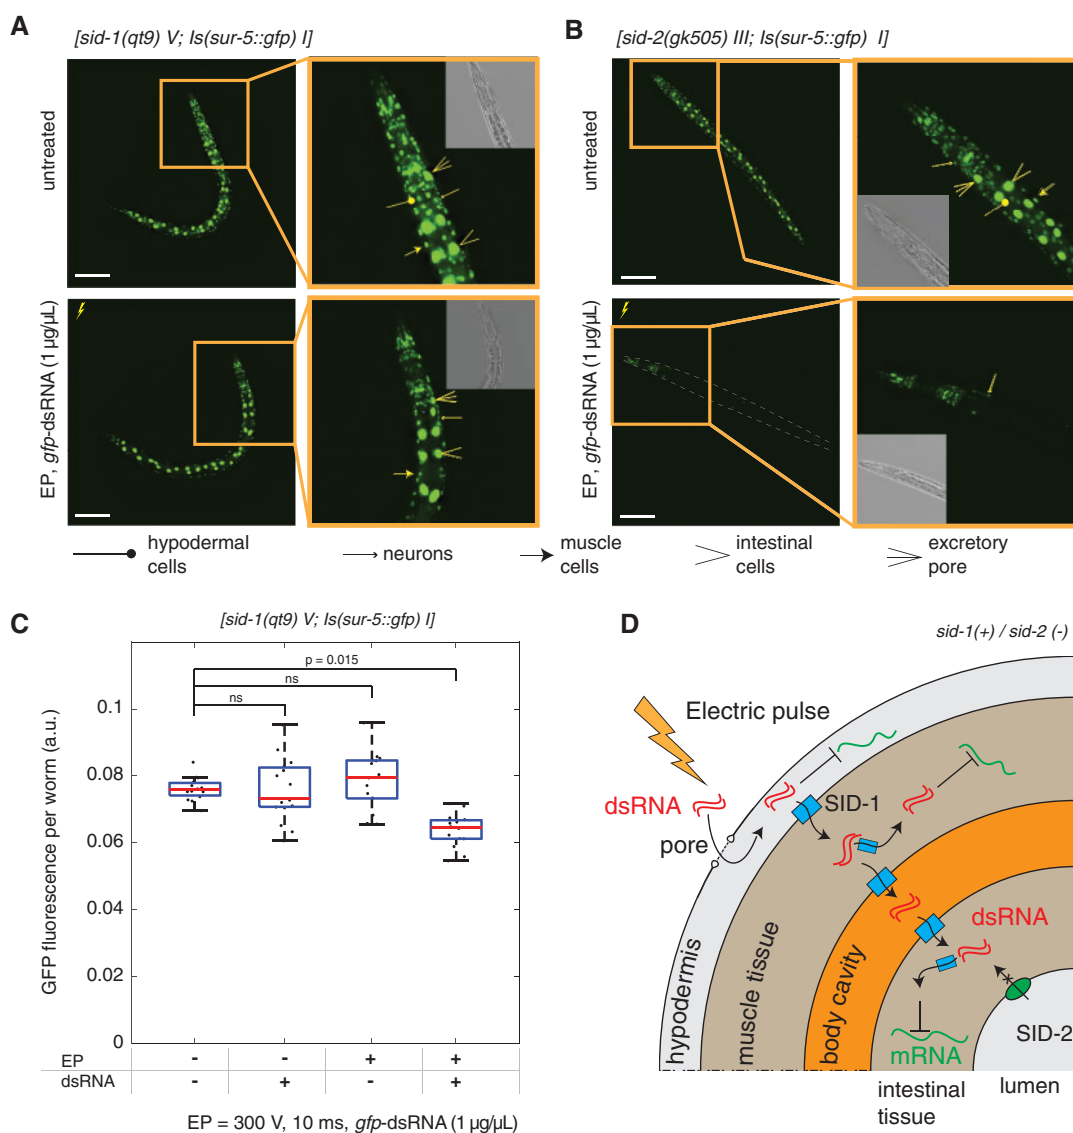 A
[sid-1(qt9) V; Is(sur-5::gfp) I]
untreated
EP, gfp-dsRNA (1 µg/µL)
B
[sid-2(gk505) III; Is(sur-5::gfp) I]
untreated
EP, gfp-dsRNA (1 µg/µL)
hypodermal
cells
neurons
muscle
cells
intestinal
cells
excretory
pore
C
[sid-1(qt9) V; Is(sur-5::gfp) I]
GFP fluorescence per worm (a.u.)
0.1
0.08
0.06
0.04
0.02
0
p = 0.015
ns
ns
EP - - + +
dsRNA - + - +
EP = 300 V, 10 ms, gfp-dsRNA (1 µg/µL)
D
sid-1(+) / sid-2 (-)
Electric pulse
dsRNA
SID-1
pore
dsRNA
hypodermis
muscle tissue
body cavity
mRNA
SID-2
intestinal
tissue
lumen